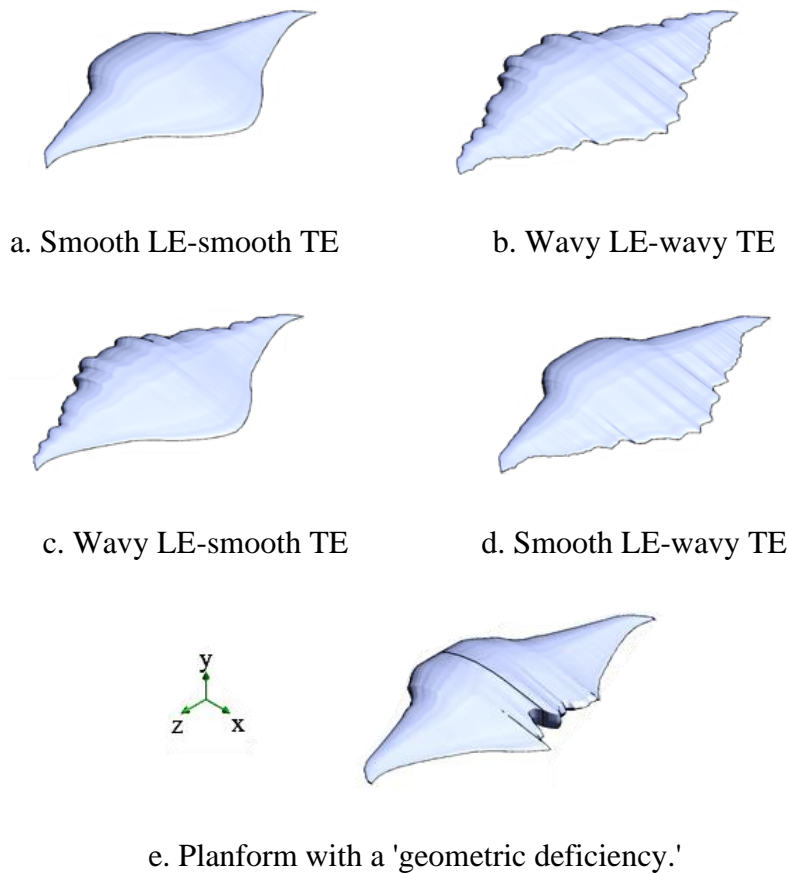 a. Smooth LE-smooth TE
b. Wavy LE-wavy TE
c. Wavy LE-smooth TE
d. Smooth LE-wavy TE
y
z
x
e. Planform with a 'geometric deficiency.'